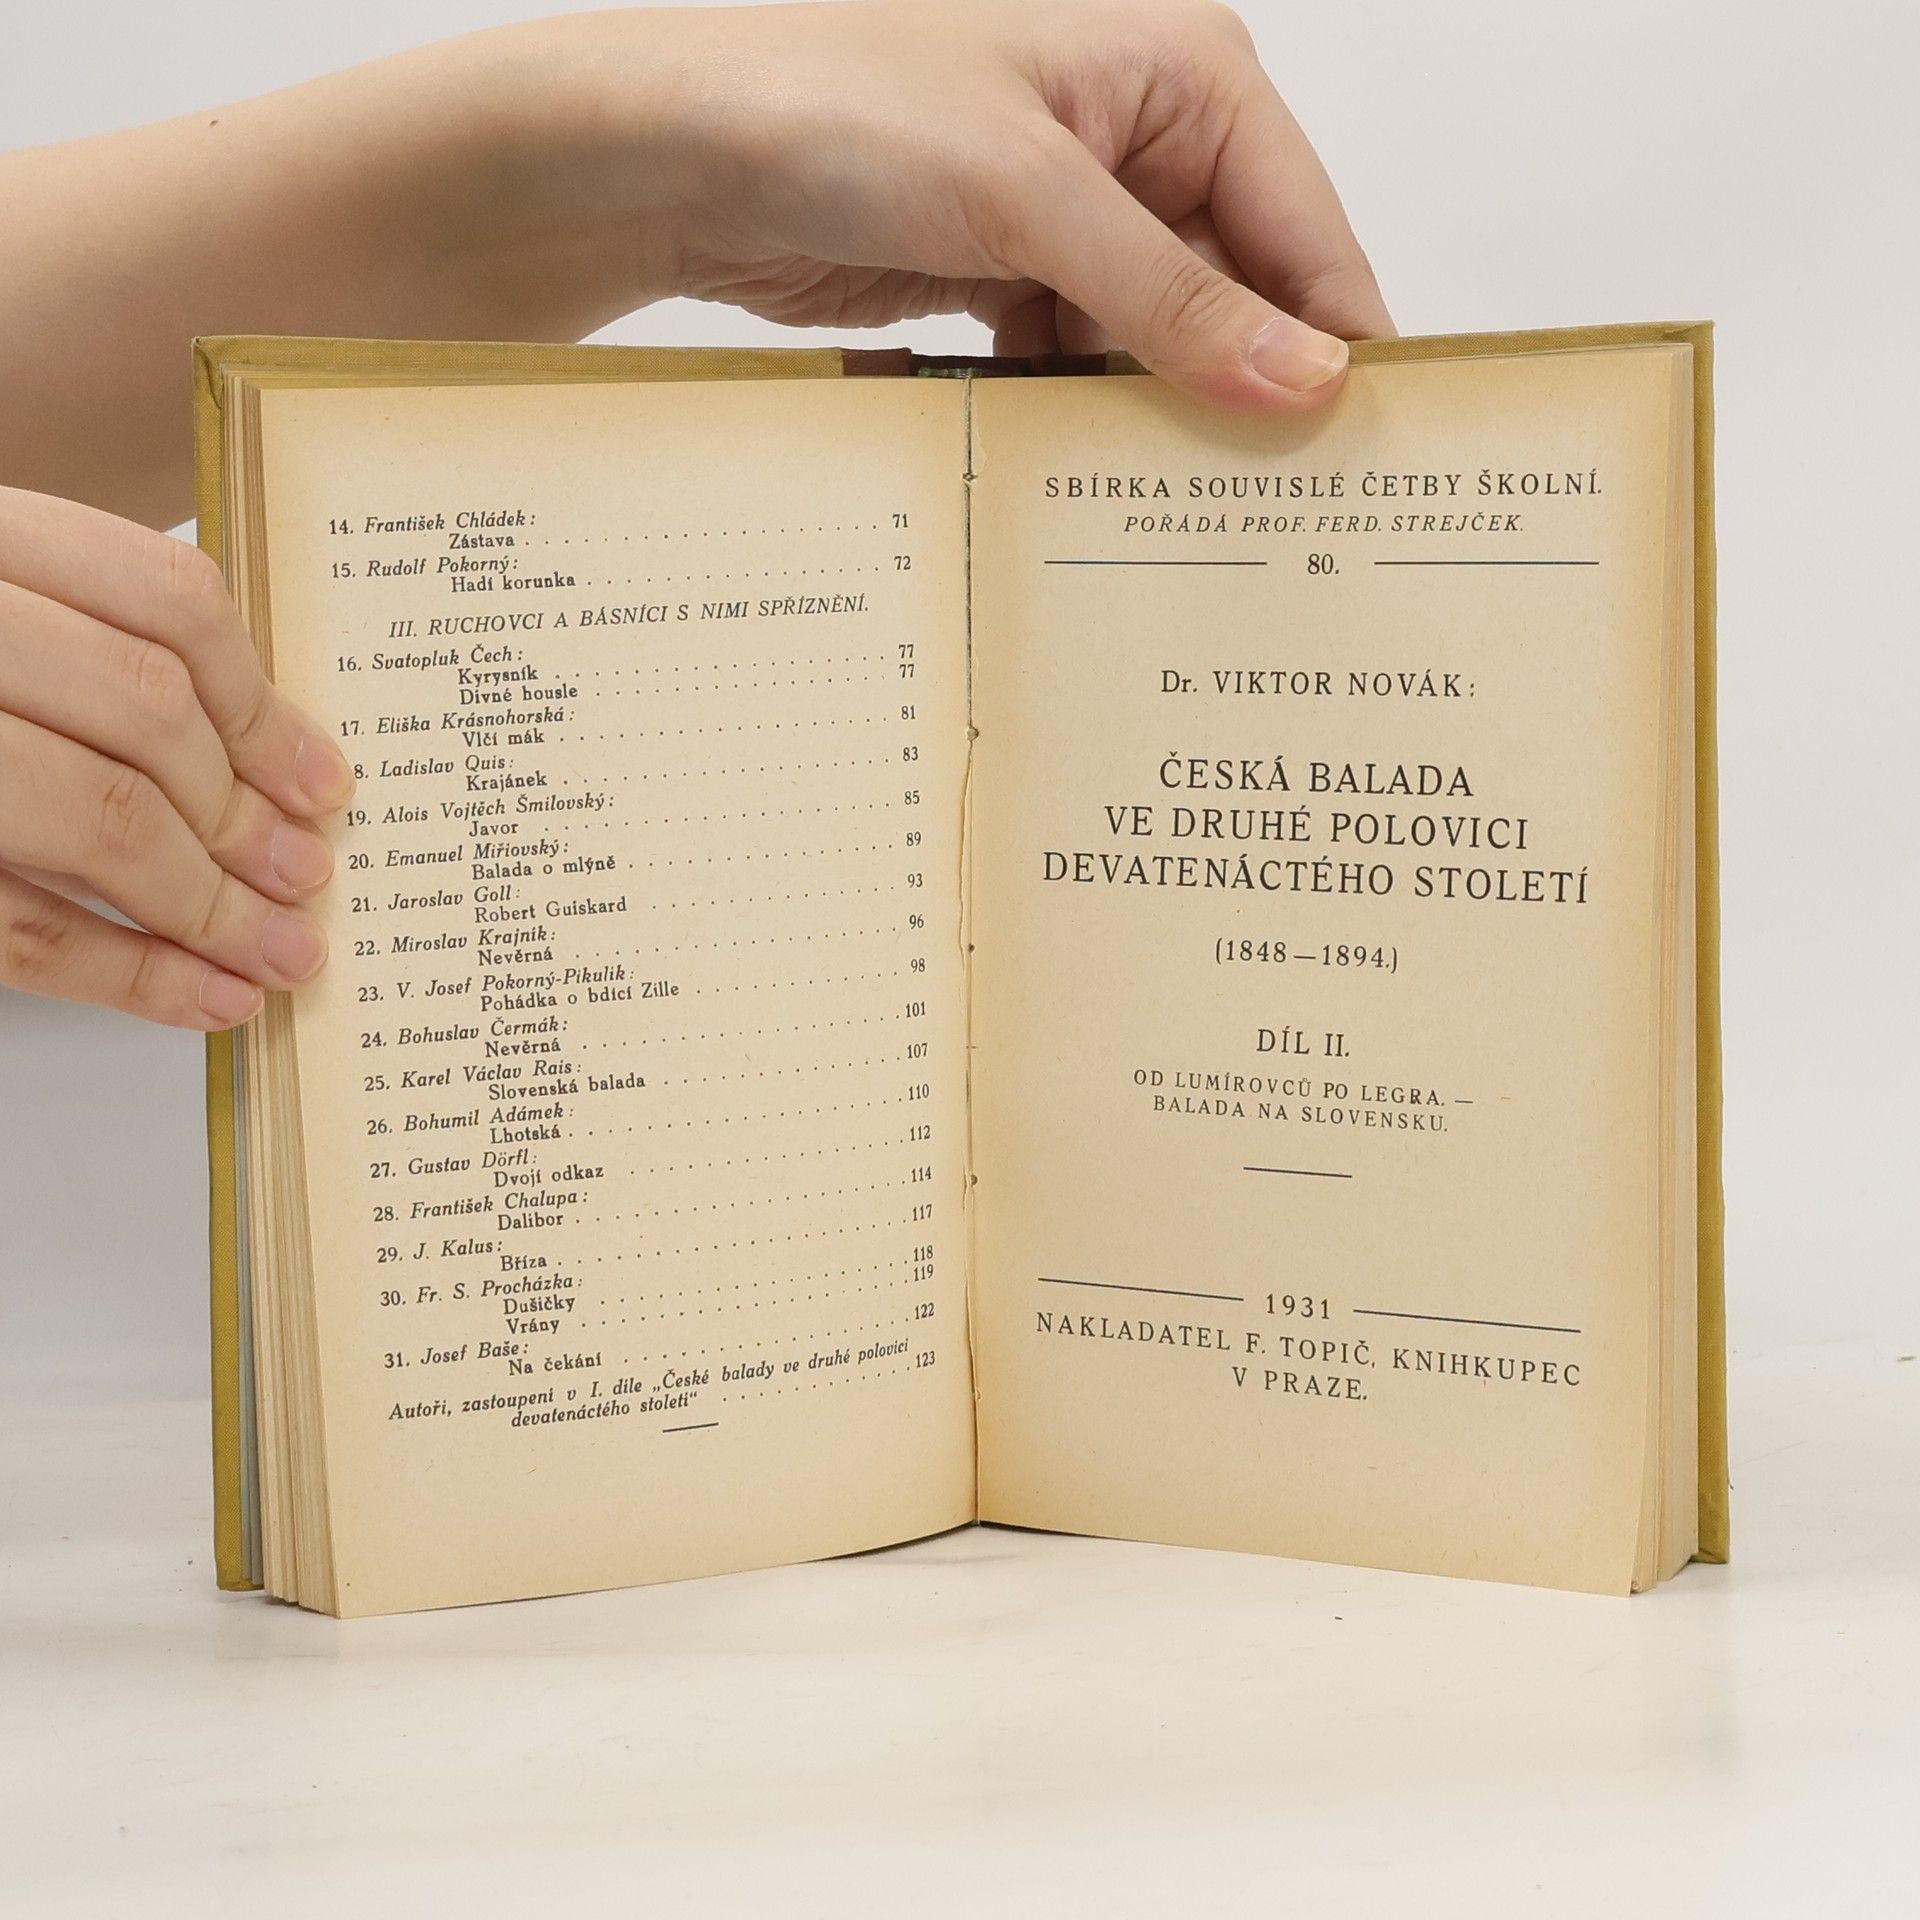 14. František Chládek:
Zástava . . . . . . . . . . . . . . . . . . 71
15. Rudolf Pokorný:
Hadí korunka . . . . . . . . . . . . . . . 72
III. RUCHOVCI A BÁSNÍCI S NIMI SPŘÍZNĚNÍ.
16. Svatopluk Čech:
Kyrysník . . . . . . . . . . . . . . . . . 77
Divné housle . . . . . . . . . . . . . . . 77
17. Eliška Krásnohorská:
Vlčí mák . . . . . . . . . . . . . . . . . 81
8. Ladislav Quis:
Krajánek . . . . . . . . . . . . . . . . . 83
19. Alois Vojtěch Šmilovský:
Javor . . . . . . . . . . . . . . . . . . 85
20. Emanuel Miřiovský:
Balada o mlýně . . . . . . . . . . . . . . 89
21. Jaroslav Goll:
Robert Guiskard . . . . . . . . . . . . . 93
22. Miroslav Krajník:
Nevěrná . . . . . . . . . . . . . . . . . 96
23. V. Josef Pokorný-Pikulík:
Pohádka o bdící Zille . . . . . . . . . . . 98
24. Bohuslav Čermák:
Nevěrná . . . . . . . . . . . . . . . . . 101
25. Karel Václav Rais:
Slovenská balada . . . . . . . . . . . . . 107
26. Bohumil Adámek:
Lhotská . . . . . . . . . . . . . . . . . 110
27. Gustav Dörfl:
Dvojí odkaz . . . . . . . . . . . . . . . 112
28. František Chalupa:
Dalibor . . . . . . . . . . . . . . . . . 114
29. J. Kalus:
Bříza . . . . . . . . . . . . . . . . . . 117
30. Fr. S. Procházka:
Dušičky . . . . . . . . . . . . . . . . . 118
Vrány . . . . . . . . . . . . . . . . . . 119
31. Josef Baše:
Na čekání . . . . . . . . . . . . . . . . 122
Autoři, zastoupení v I. díle „České balady ve druhé polovici
devatenáctého století“ . . . . . . . . . . . 123
SBÍRKA SOUVISLÉ ČETBY ŠKOLNÍ.
POŘÁDÁ PROF. FERD. STREJČEK.
80.
Dr. VIKTOR NOVÁK:
ČESKÁ BALADA
VE DRUHÉ POLOVICI
DEVATENÁCTÉHO STOLETÍ
(1848—1894.)
DÍL II.
OD LUMÍROVCŮ PO LEGRA. —
BALADA NA SLOVENSKU.
1931
NAKLADATEL F. TOPIČ, KNIHKUPEC
V PRAZE.